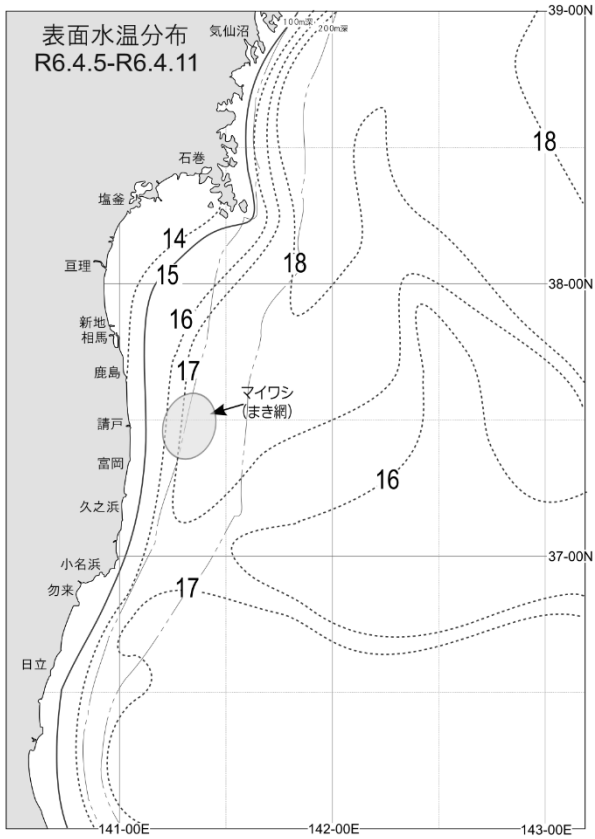 表面水温分布
R6.4.5-R6.4.11
気仙沼
100m深
200m深
39-00N
18
石巻
塩釜
14
亘理
15
18
38-00N
新地
16
相馬
鹿島
17
マイワシ
(まき網)
請戸
富岡
16
久之浜
37-00N
小名浜
勿来
17
日立
141-00E
142-00E
143-00E